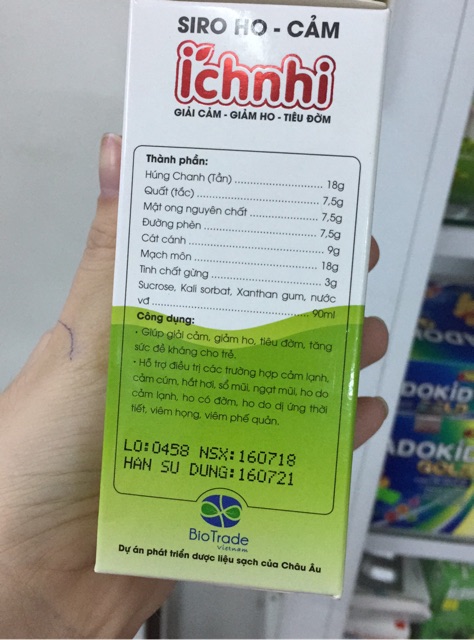 SIRO HO - CẢM
ichnhi
GIẢI CẢM - GIẢM HO - TIÊU ĐỜM
Thành phần:
Húng Chanh (Tần) ........................ 18g
Quất (tắc) ................................... 7,5g
Mật ong nguyên chất .................... 7,5g
Đường phèn ................................ 7,5g
Cát cánh ..................................... 9g
Mạch môn .................................. 18g
Tinh chất gừng ............................ 3g
Sucrose, Kali sorbat, Xanthan gum, nước
vđ ............................................ 90ml
Công dụng:
- Giúp giải cảm, giảm ho, tiêu đờm, tăng
sức đề kháng cho trẻ.
- Hỗ trợ điều trị các trường hợp cảm lạnh,
cảm cúm, hắt hơi, sổ mũi, ngạt mũi, ho do
cảm lạnh, ho có đờm, ho do dị ứng thời
tiết, viêm họng, viêm phế quản.
LO:0458 NSX:160718
HAN SU DUNG:160721
BioTrade
Vietnam
Dự án phát triển dược liệu sạch của Châu Âu
ADOKID
GOLD